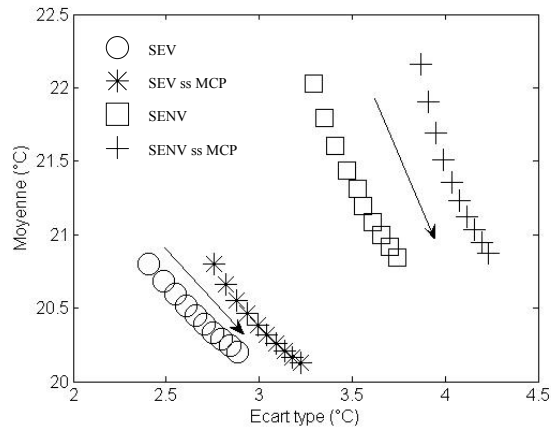 22.5
22
21.5
21
20.5
20
Moyenne (°C)
SEV
SEV ss MCP
SENV
SENV ss MCP
2
2.5
3
3.5
4
4.5
Ecart type (°C)